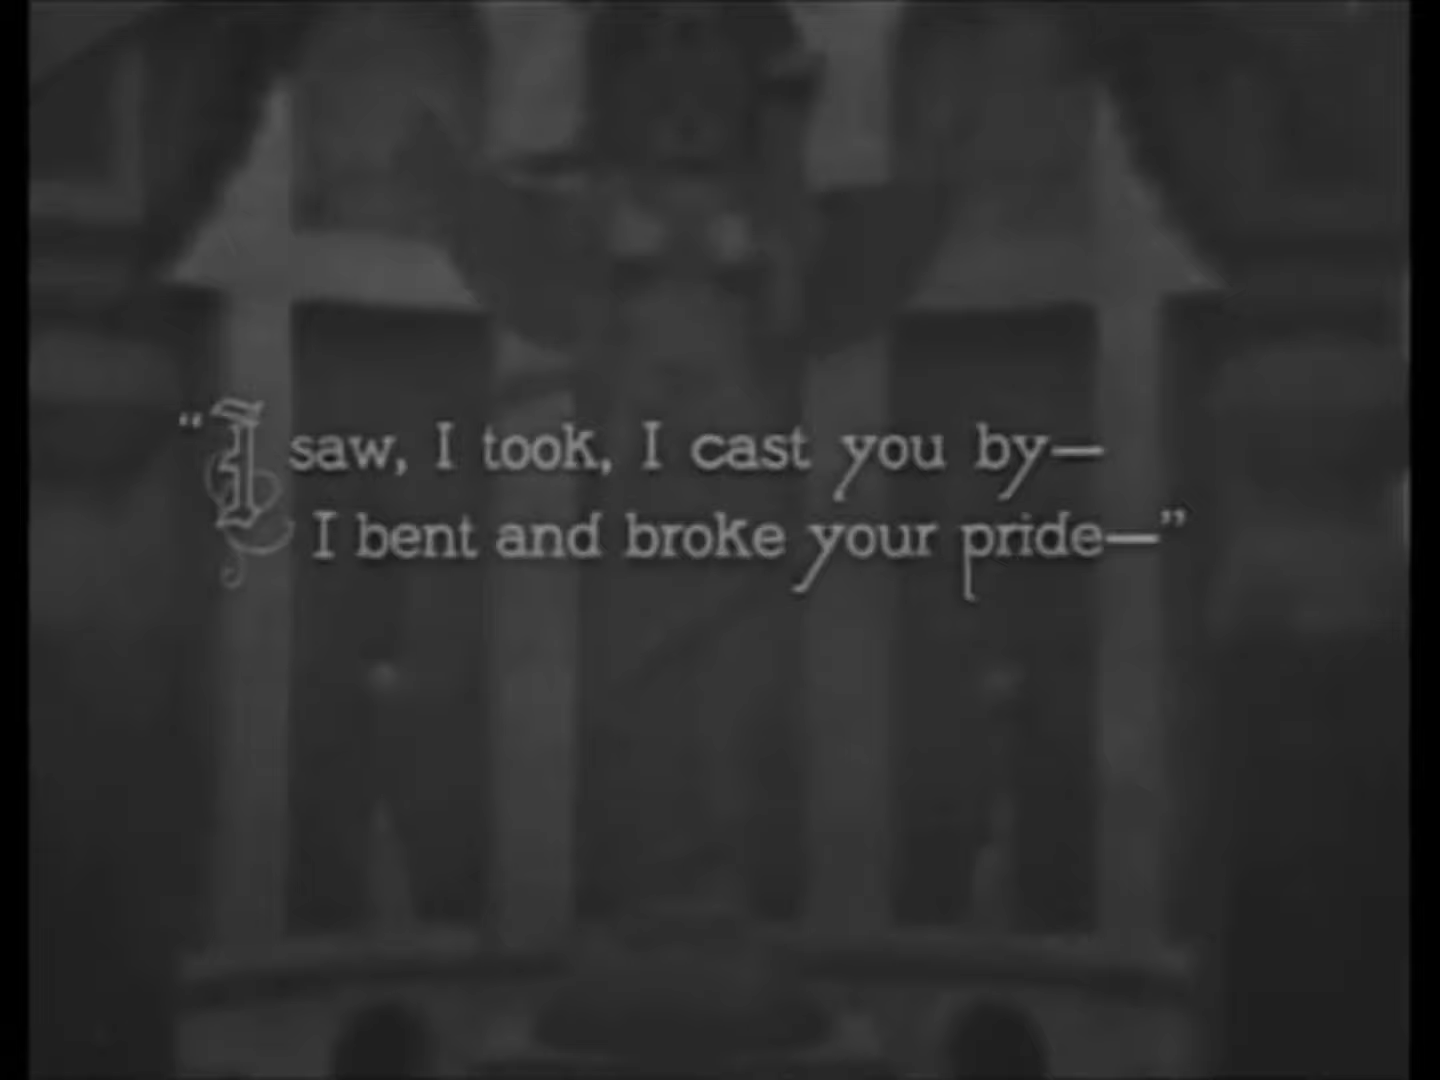 “I saw, I took, I cast you by—
I bent and broke your pride—”